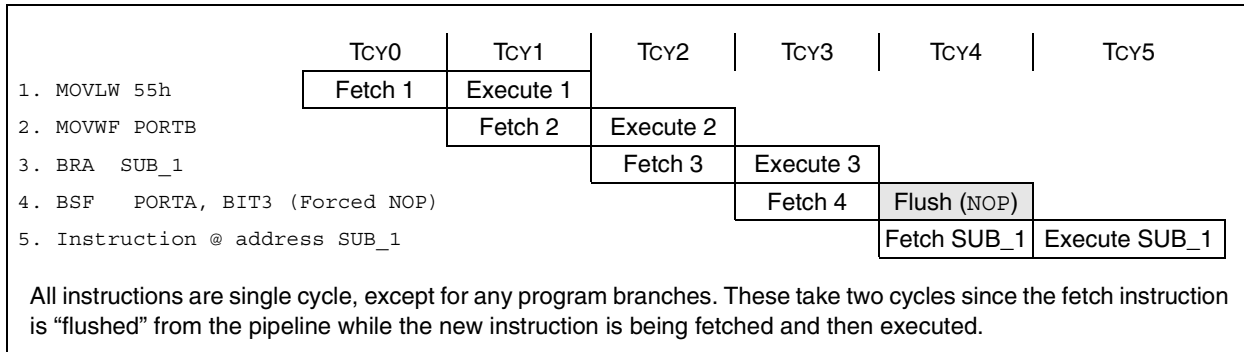 TCY0 TCY1 TCY2 TCY3 TCY4 TCY5
1. MOVLW 55h Fetch 1 Execute 1
2. MOVWF PORTB Fetch 2 Execute 2
3. BRA SUB_1 Fetch 3 Execute 3
4. BSF PORTA, BIT3 (Forced NOP) Fetch 4 Flush (NOP)
5. Instruction @ address SUB_1 Fetch SUB_1 Execute SUB_1
All instructions are single cycle, except for any program branches. These take two cycles since the fetch instruction
is “flushed” from the pipeline while the new instruction is being fetched and then executed.